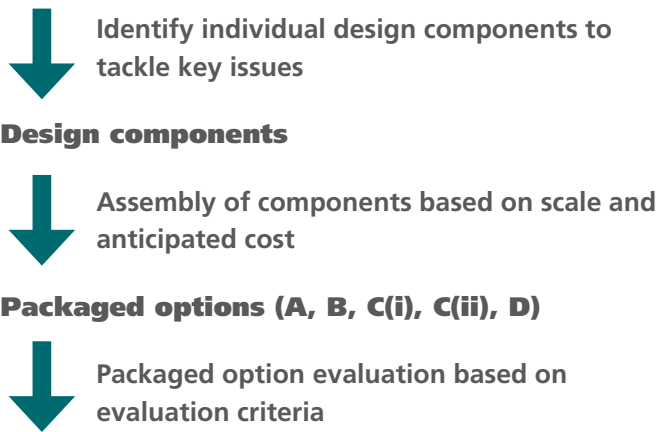 Identify individual design components to
tackle key issues
Design components
Assembly of components based on scale and
anticipated cost
Packaged options (A, B, C(i), C(ii), D)
Packaged option evaluation based on
evaluation criteria